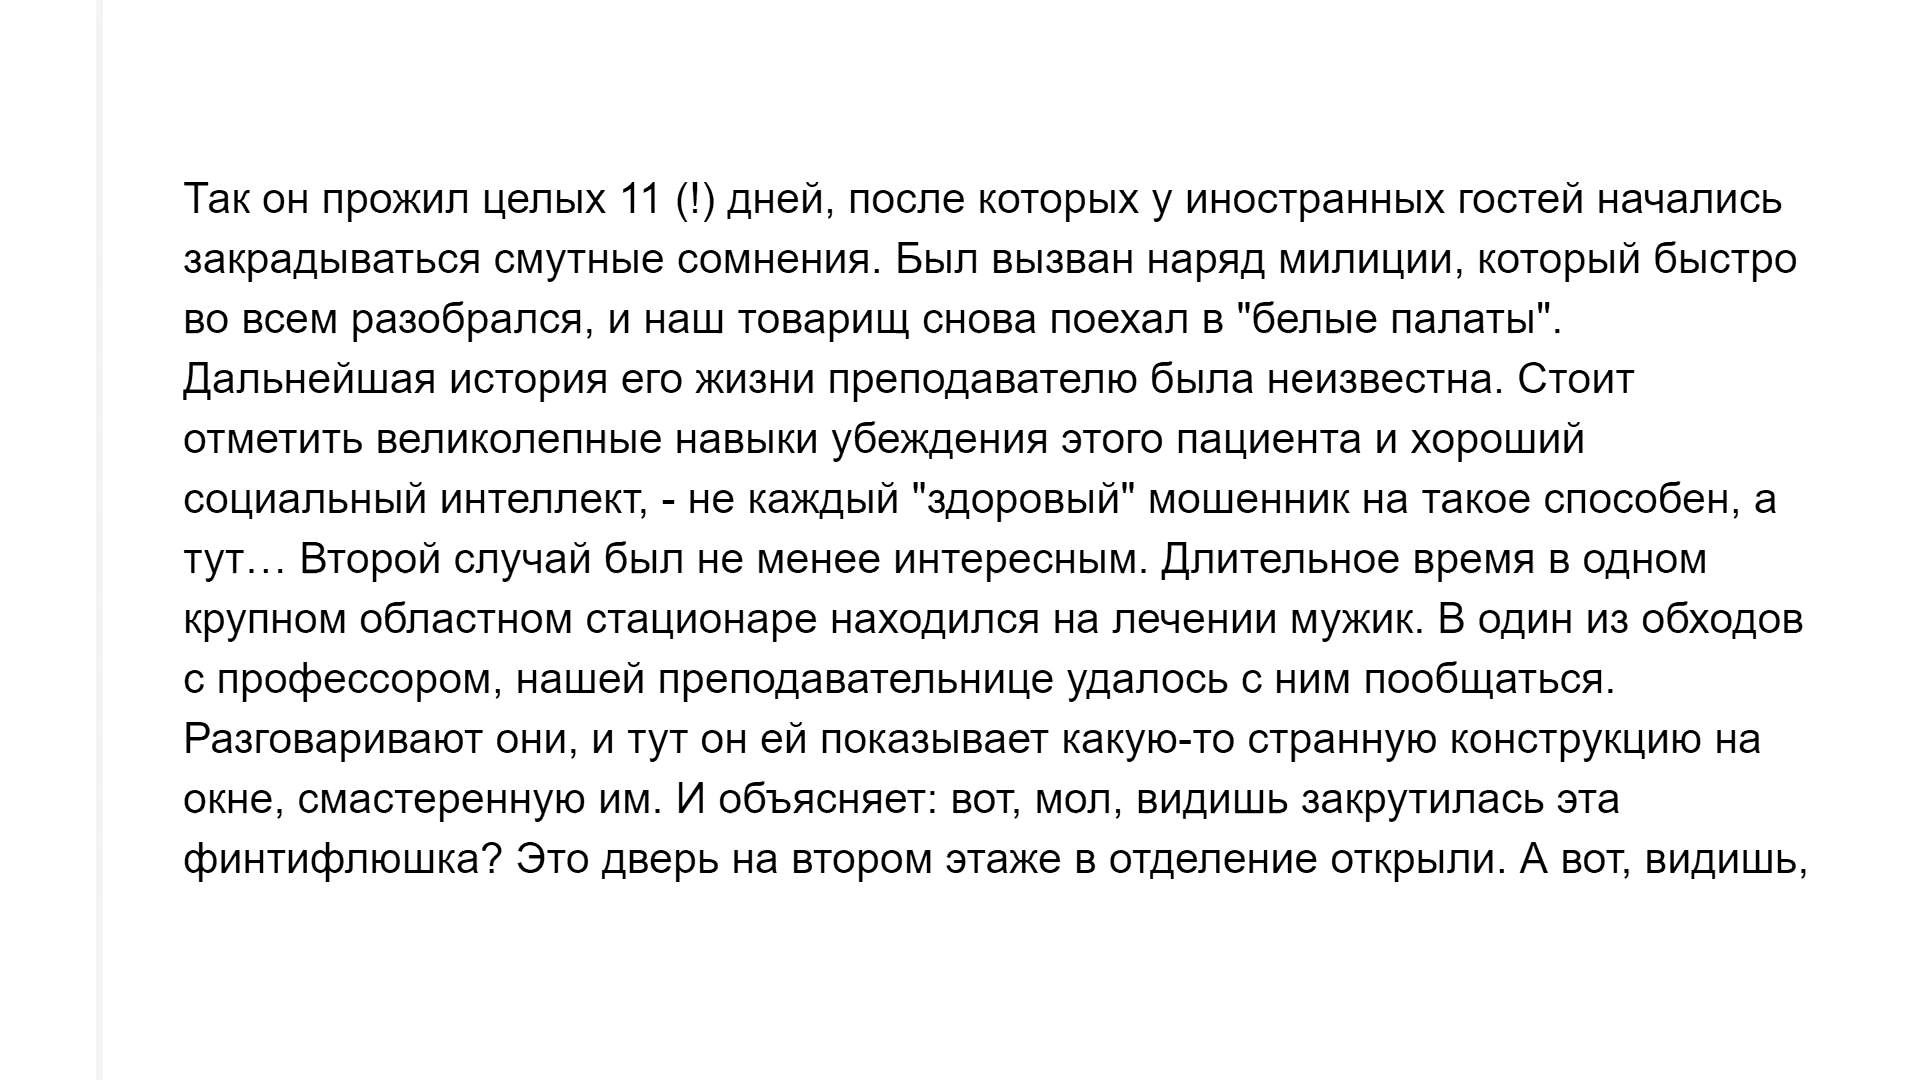 Так он прожил целых 11 (!) дней, после которых у иностранных гостей начались
закрадываться смутные сомнения. Был вызван наряд милиции, который быстро
во всем разобрался, и наш товарищ снова поехал в "белые палаты".
Дальнейшая история его жизни преподавателю была неизвестна. Стоит
отметить великолепные навыки убеждения этого пациента и хороший
социальный интеллект, - не каждый "здоровый" мошенник на такое способен, а
тут… Второй случай был не менее интересным. Длительное время в одном
крупном областном стационаре находился на лечении мужик. В один из обходов
с профессором, нашей преподавательнице удалось с ним пообщаться.
Разговаривают они, и тут он ей показывает какую-то странную конструкцию на
окне, смастеренную им. И объясняет: вот, мол, видишь закрутилась эта
финтифлюшка? Это дверь на втором этаже в отделение открыли. А вот, видишь,